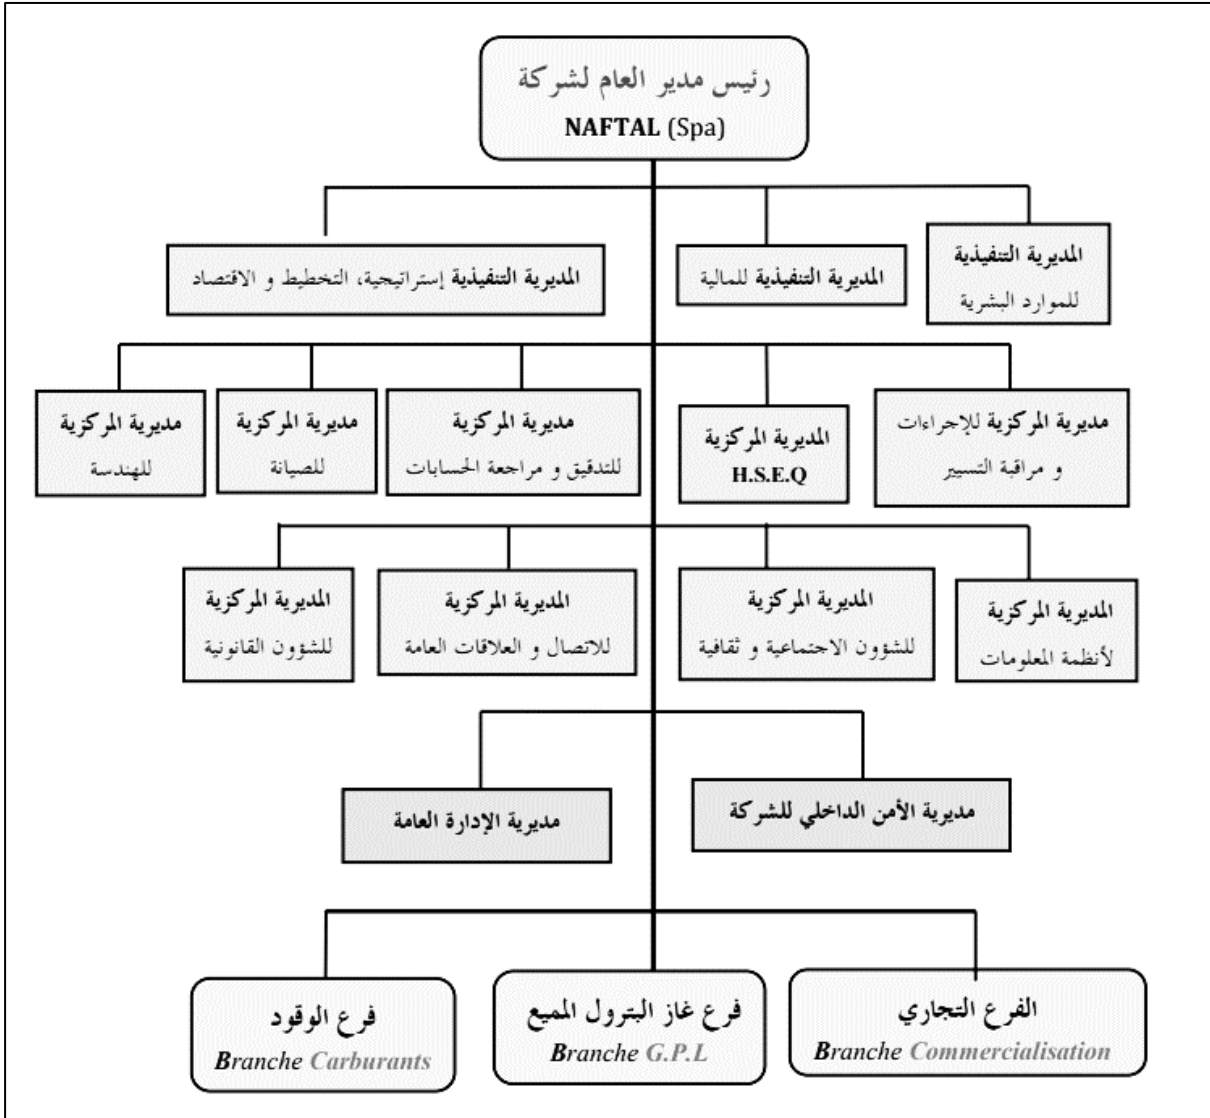 رئيس مدير العام لشركة
NAFTAL (Spa)
المديرية التنفيذية
للموارد البشرية
المديرية التنفيذية للمالية
المديرية التنفيذية إستراتيجية، التخطيط و الاقتصاد
مديرية المركزية للإجراءات
و مراقبة التسيير
المديرية المركزية
H.S.E.Q
مديرية المركزية
للتدقيق و مراجعة الحسابات
مديرية المركزية
للصيانة
مديرية المركزية
للهندسة
المديرية المركزية
لأنظمة المعلومات
المديرية المركزية
للشؤون الاجتماعية و ثقافية
المديرية المركزية
للاتصال و العلاقات العامة
المديرية المركزية
للشؤون القانونية
مديرية الأمن الداخلي للشركة
مديرية الإدارة العامة
الفرع التجاري
Branche Commercialisation
فرع غاز البترول المميع
Branche G.P.L
فرع الوقود
Branche Carburants